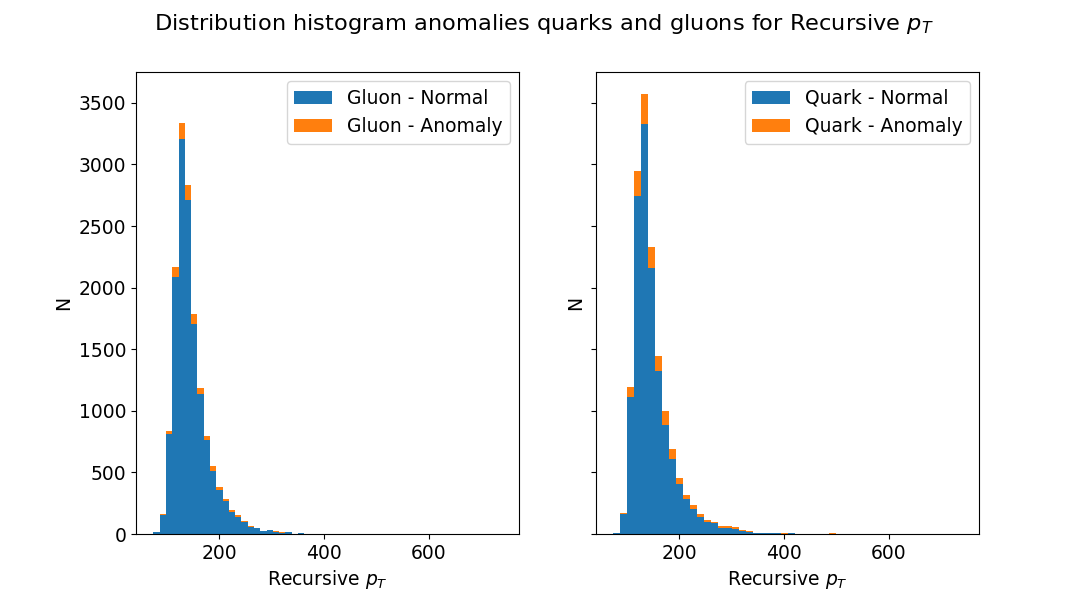 Distribution histogram anomalies quarks and gluons for Recursive p_T
Gluon - Normal
Gluon - Anomaly
3500
3000
2500
2000
1500
1000
500
0
N
200 400 600
Recursive p_T
Quark - Normal
Quark - Anomaly
N
200 400 600
Recursive p_T